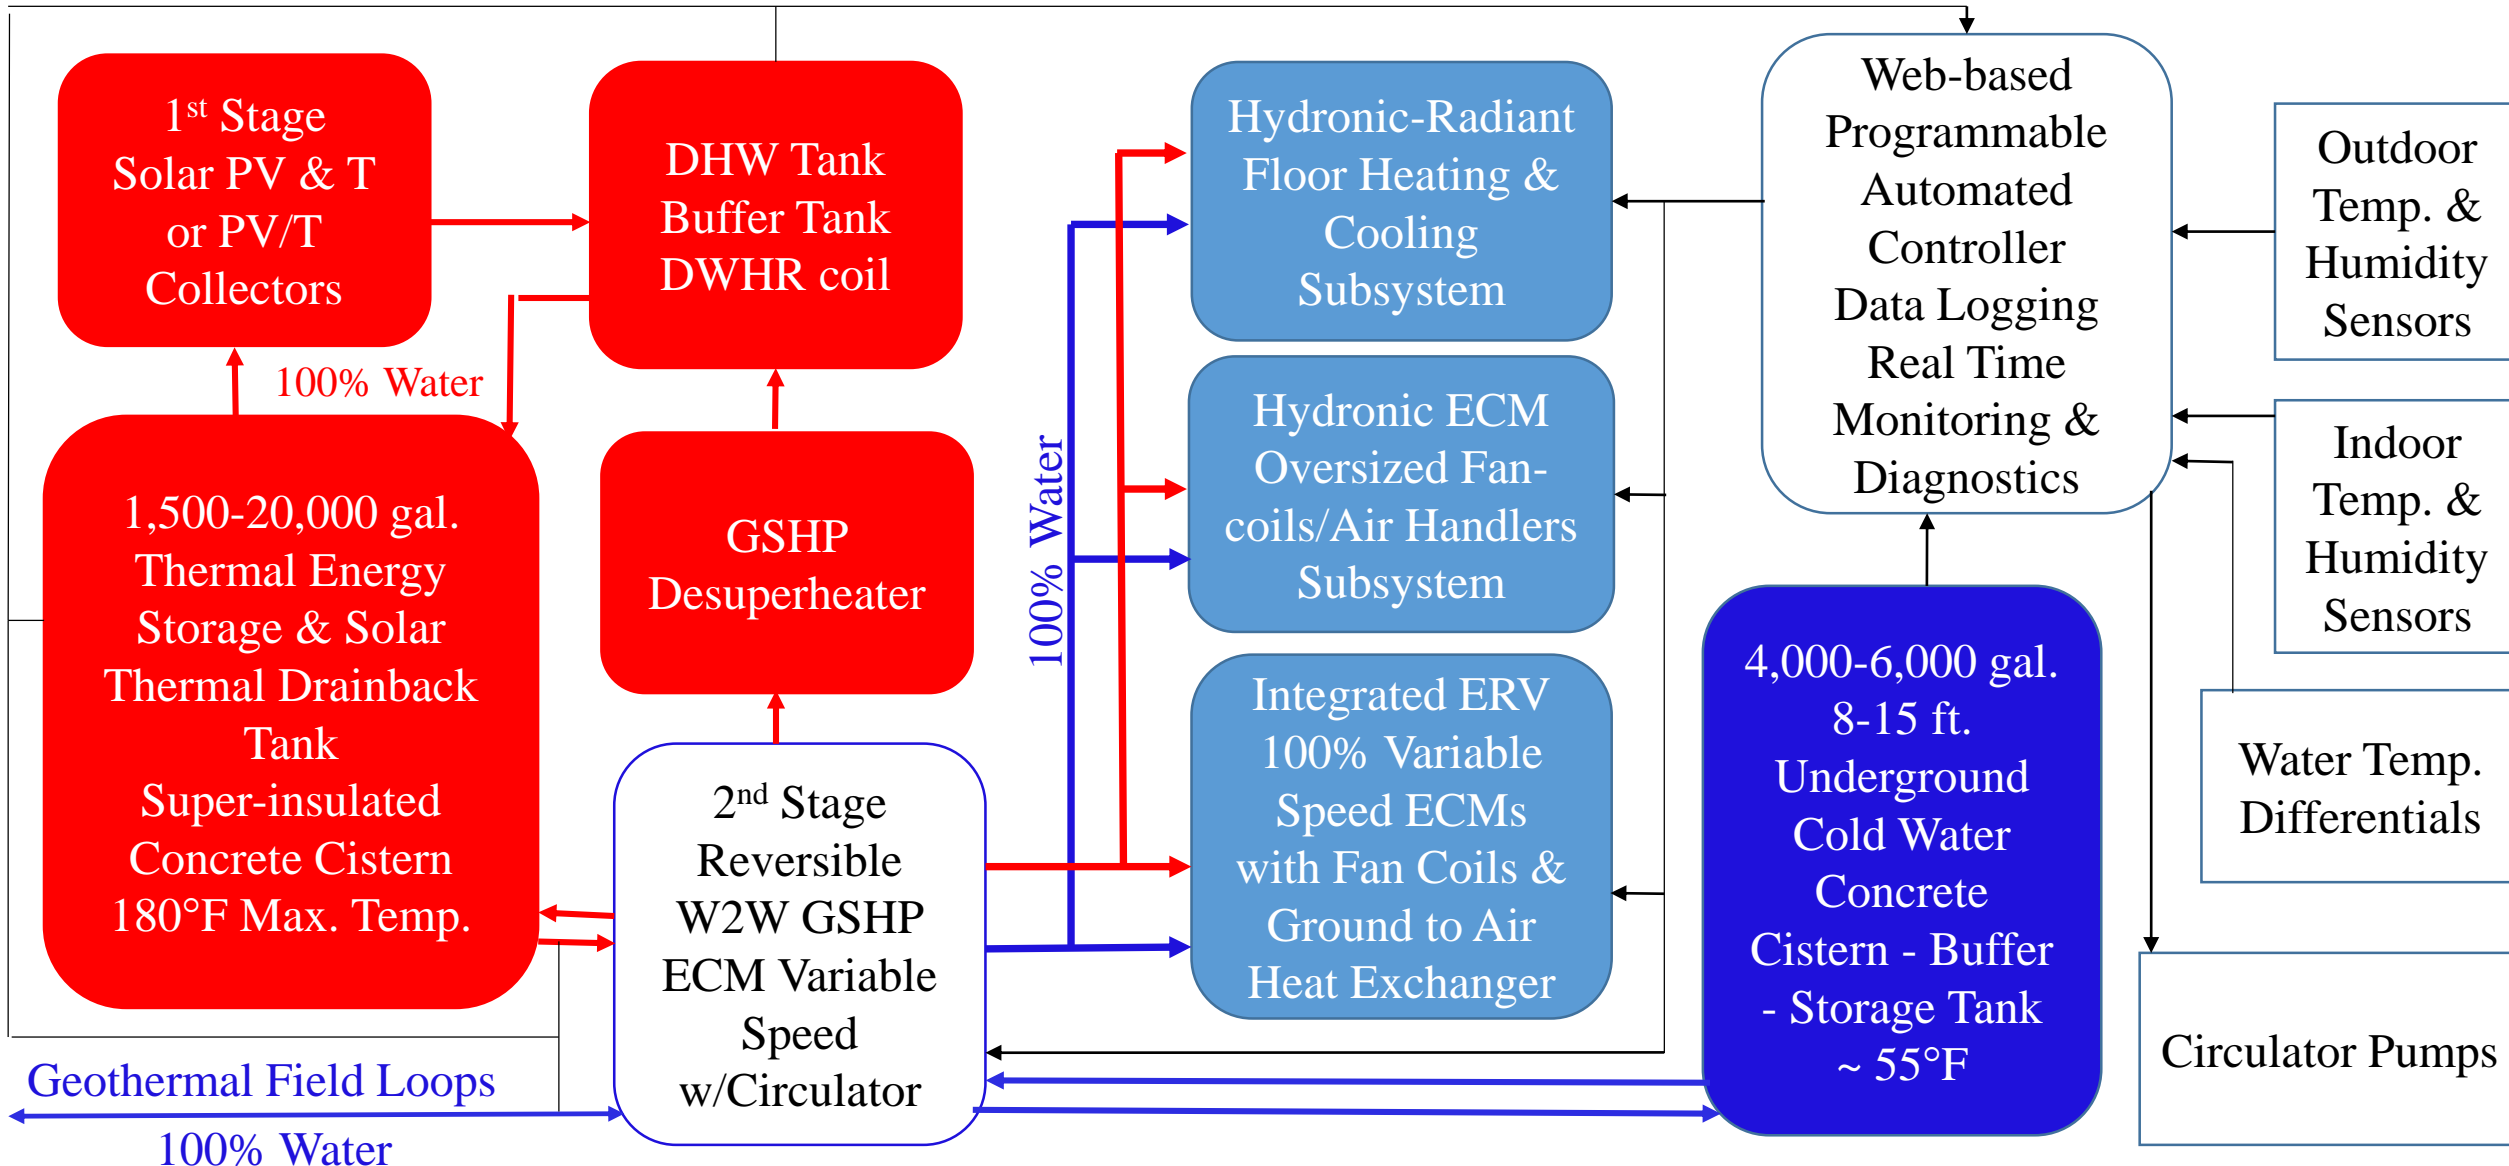 1st Stage
Solar PV & T
or PV/T
Collectors
DHW Tank
Buffer Tank
DWHR coil
Hydronic-Radiant
Floor Heating &
Cooling
Subsystem
Web-based
Programmable
Automated
Controller
Data Logging
Real Time
Monitoring &
Diagnostics
Outdoor
Temp. &
Humidity
Sensors
100% Water
1,500-20,000 gal.
Thermal Energy
Storage & Solar
Thermal Drainback
Tank
Super-insulated
Concrete Cistern
180°F Max. Temp.
GSHP
Desuperheater
100% Water
Hydronic ECM
Oversized Fan-
coils/Air Handlers
Subsystem
Indoor
Temp. &
Humidity
Sensors
2nd Stage
Reversible
W2W GSHP
ECM Variable
Speed
w/Circulator
Integrated ERV
100% Variable
Speed ECMs
with Fan Coils &
Ground to Air
Heat Exchanger
4,000-6,000 gal.
8-15 ft.
Underground
Cold Water
Concrete
Cistern - Buffer
- Storage Tank
~ 55°F
Water Temp.
Differentials
Circulator Pumps
Geothermal Field Loops
100% Water